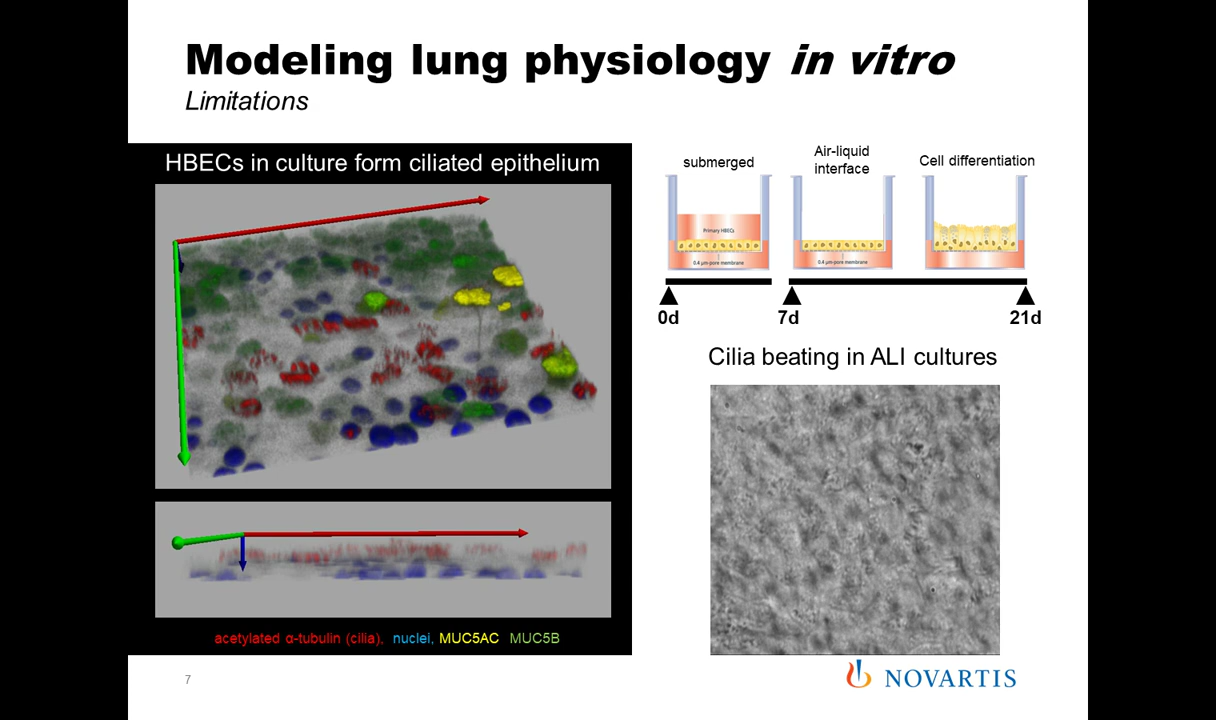 Modeling lung physiology in vitro
Limitations
HBECs in culture form ciliated epithelium
acetylated α-tubulin (cilia), nuclei, MUC5AC MUC5B
submerged
Air-liquid
interface
Cell differentiation
Primary HBECs
0.4 µm-pore membrane
0.4 µm-pore membrane
0d
7d
21d
Cilia beating in ALI cultures
7
NOVARTIS